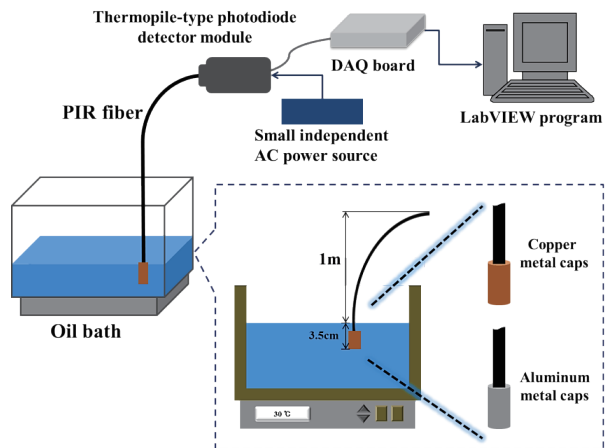 Thermopile-type photodiode
detector module
DAQ board
LabVIEW program
PIR fiber
Small independent
AC power source
Oil bath
1m
3.5cm
30 ℃
Copper
metal caps
Aluminum
metal caps